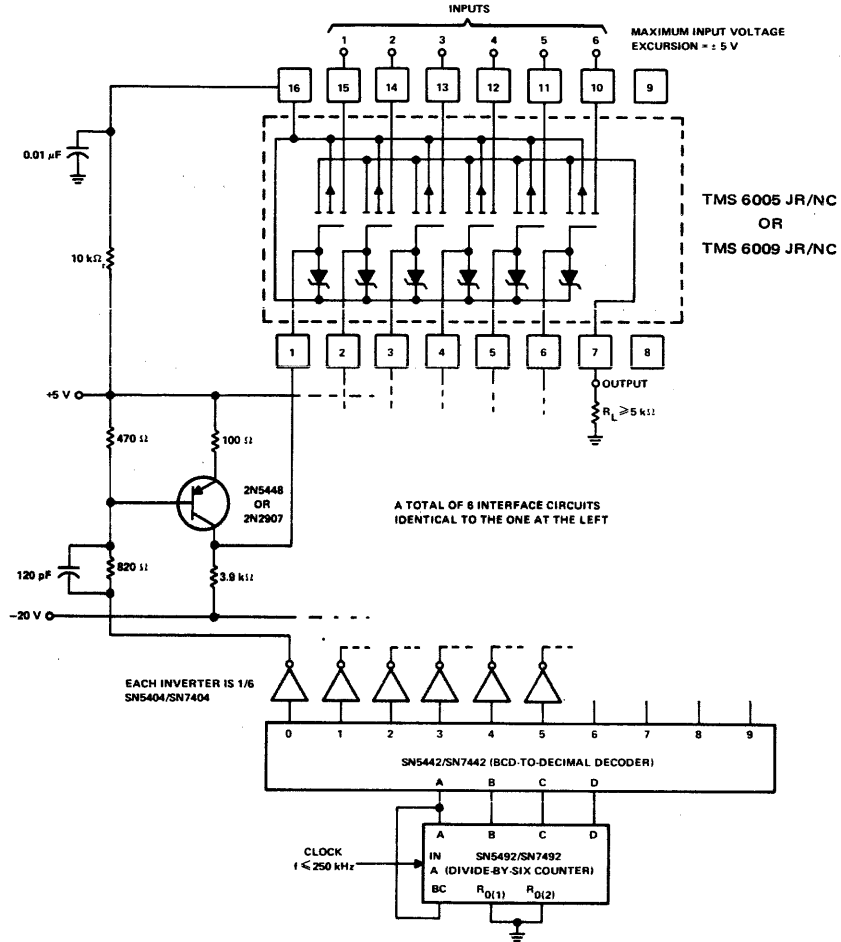 INPUTS
1 2 3 4 5 6
MAXIMUM INPUT VOLTAGE
EXCURSION = ± 5 V
16 15 14 13 12 11 10 9
0.01 µF
TMS 6005 JR/NC
OR
TMS 6009 JR/NC
10 kΩ
1 2 3 4 5 6 7 8
+5 V
OUTPUT
RL ⩾ 5 kΩ
470 Ω
100 Ω
2N5448
OR
2N2907
A TOTAL OF 6 INTERFACE CIRCUITS
IDENTICAL TO THE ONE AT THE LEFT
120 pF
820 Ω
3.9 kΩ
−20 V
EACH INVERTER IS 1/6
SN5404/SN7404
0 1 2 3 4 5 6 7 8 9
SN5442/SN7442 (BCD-TO-DECIMAL DECODER)
A B C D
A B C D
CLOCK
f ⩽ 250 kHz
IN
A
SN5492/SN7492
(DIVIDE-BY-SIX COUNTER)
BC R0(1) R0(2)